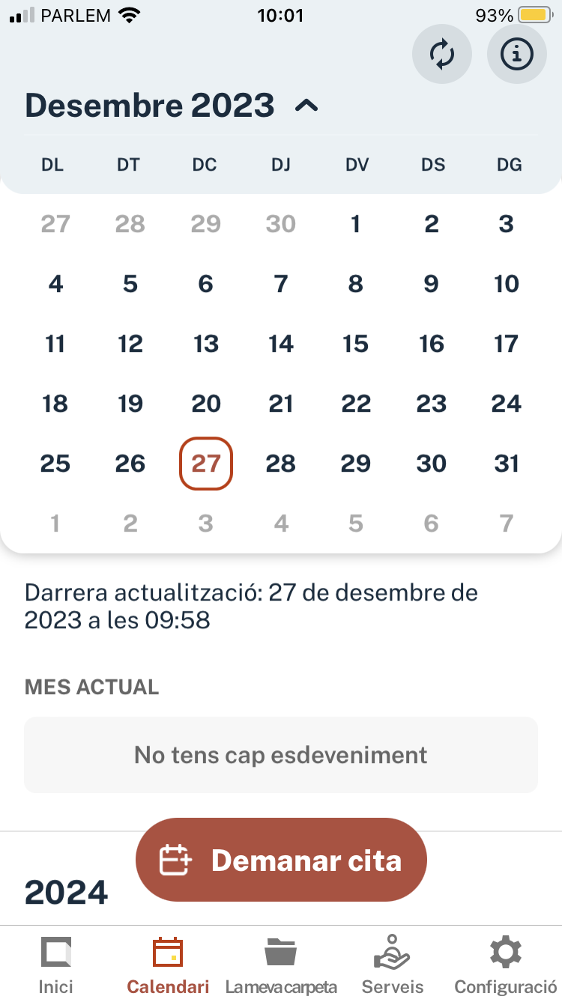 PARLEM 10:01 93%
Desembre 2023
DL DT DC DJ DV DS DG
27 28 29 30 1 2 3
4 5 6 7 8 9 10
11 12 13 14 15 16 17
18 19 20 21 22 23 24
25 26 27 28 29 30 31
1 2 3 4 5 6 7
Darrera actualització: 27 de desembre de
2023 a les 09:58
MES ACTUAL
No tens cap esdeveniment
Demanar cita
2024
Inici Calendari La meva carpeta Serveis Configuració